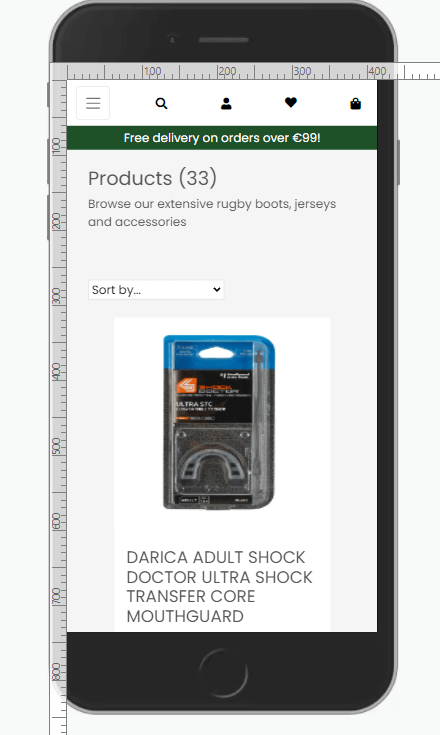 100 200 300 400
100
200
300
400
500
600
700
800
Free delivery on orders over €99!
Products (33)
Browse our extensive rugby boots, jerseys
and accessories
Sort by...
SHOCK
DOCTOR
ULTRA STC
DARICA ADULT SHOCK
DOCTOR ULTRA SHOCK
TRANSFER CORE
MOUTHGUARD